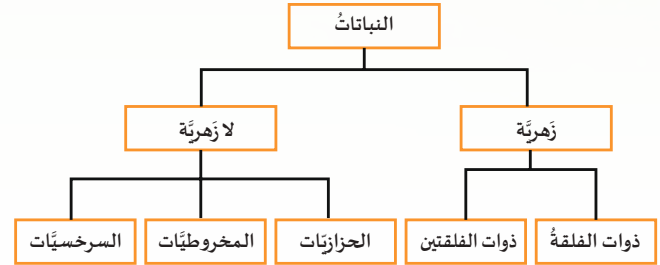 النباتاتُ
زَهريَّة
لا زَهريَّة
ذوات الفلقةُ
ذوات الفلقتين
الحزازيّات
المخروطيَّات
السرخسيَّات